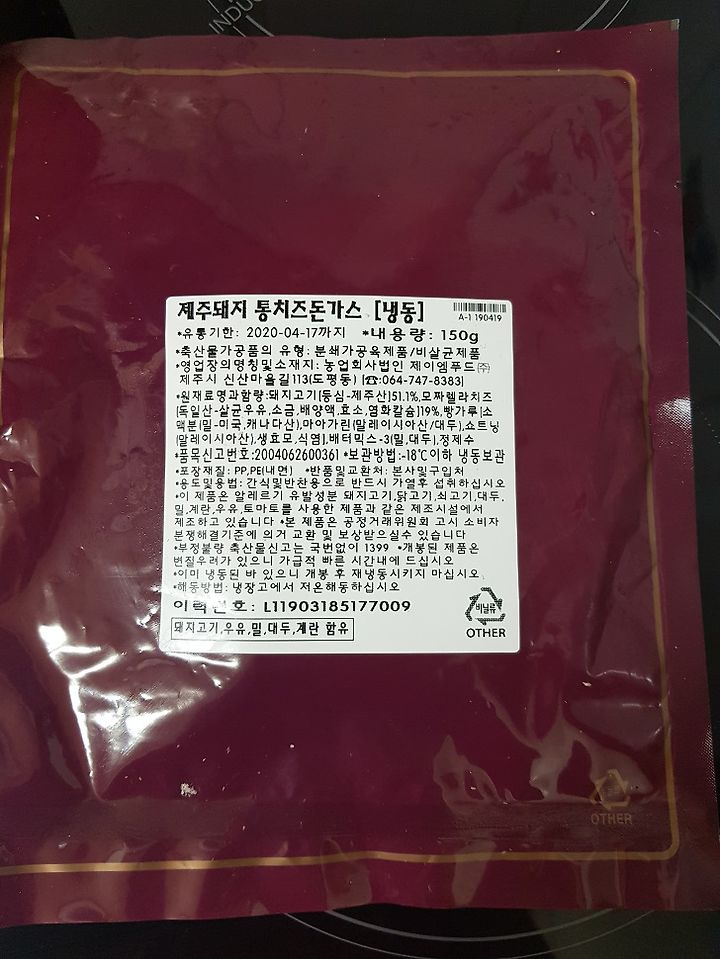 INDUC
제주돼지 통치즈돈가스 [냉동]
A-1 190419
*유통기한: 2020-04-17까지 *내용량: 150g
*축산물가공품의 유형: 분쇄가공육제품/비살균제품
*영업장의명칭및소재지: 농업회사법인 제이엠푸드㈜
제주시 신산마을길113(도평동) [☎:064-747-8383]
*원재료명과함량:돼지고기[등심-제주산]51.1%,모짜렐라치즈
[독일산-살균우유,소금,배양액,효소,염화칼슘]19%,빵가루[소
맥분(밀-미국,캐나다산),마아가린(말레이시아산/대두),쇼트닝
(말레이시아산),생효모,식염],배터믹스-3(밀,대두),정제수
*품목신고번호:2004062600361 *보관방법:-18℃이하 냉동보관
*포장재질: PP,PE(내면) *반품및교환처: 본사및구입처
*용도및용법: 간식및반찬용으로 반드시 가열후 섭취하십시오
*이 제품은 알레르기 유발성분 돼지고기,닭고기,쇠고기,대두,
밀,계란,우유,토마토를 사용한 제품과 같은 제조시설에서
제조하고 있습니다 *본 제품은 공정거래위원회 고시 소비자
분쟁해결기준에 의거 교환 및 보상받으실수 있습니다
*부정불량 축산물신고는 국번없이 1399 *개봉된 제품은
변질우려가 있으니 가급적 빠른 시간내에 드십시오
*이미 냉동된 바 있으니 개봉 후 재냉동시키지 마십시오
*해동방법: 냉장고에서 저온해동하십시오
이력번호: L11903185177009
비닐류
OTHER
돼지고기,우유,밀,대두,계란 함유
OTHER